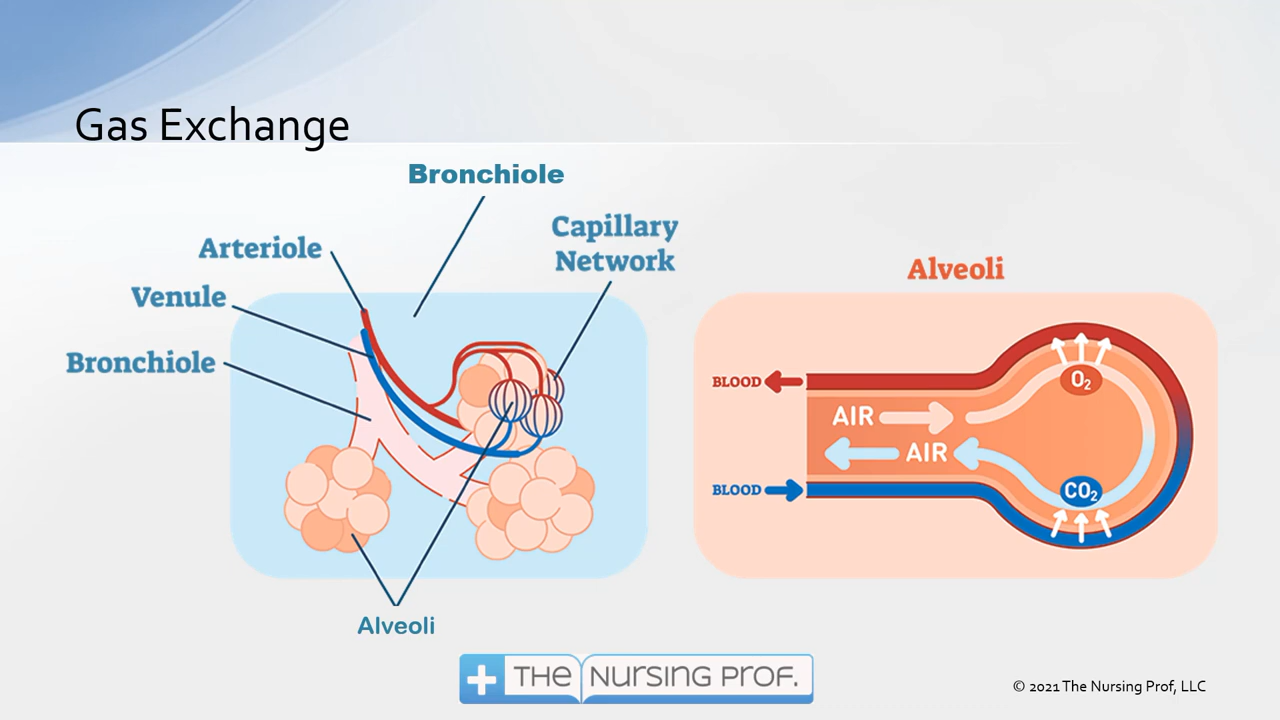 Gas Exchange
Bronchiole
Capillary
Network
Arteriole
Venule
Bronchiole
Alveoli
Alveoli
BLOOD
O2
AIR
AIR
BLOOD
CO2
THE NURSING PROF.
© 2021 The Nursing Prof, LLC